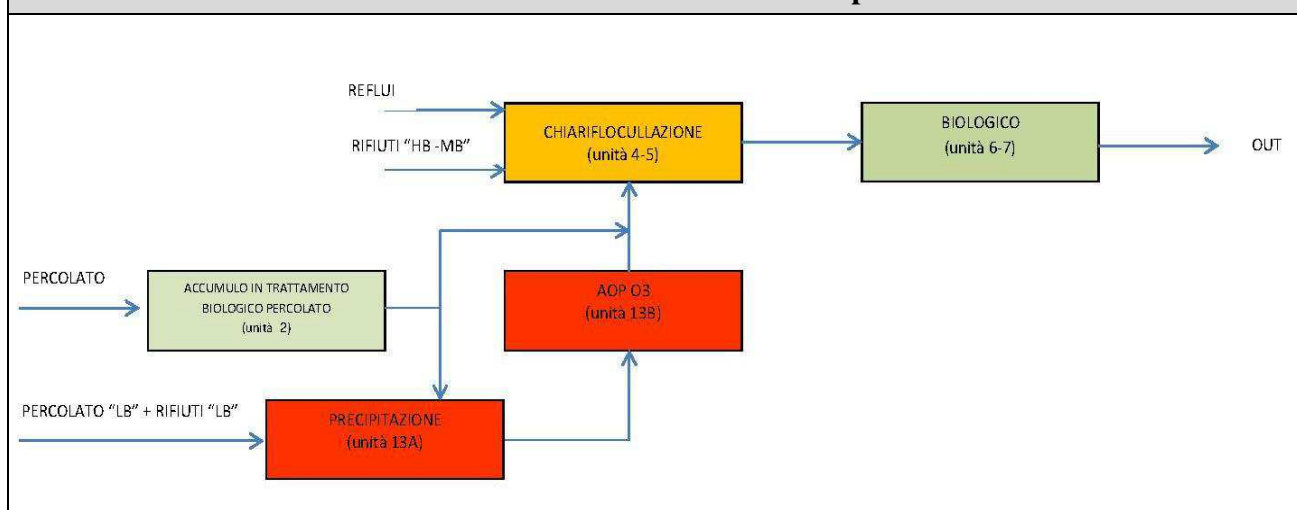 REFLUI
RIFIUTI "HB -MB"
CHIARIFLOCULLAZIONE
(unità 4-5)
BIOLOGICO
(unità 6-7)
OUT
PERCOLATO
ACCUMULO IN TRATTAMENTO
BIOLOGICO PERCOLATO
(unità 2)
AOP O3
(unità 13B)
PERCOLATO "LB" + RIFIUTI "LB"
PRECIPITAZIONE
(unità 13A)